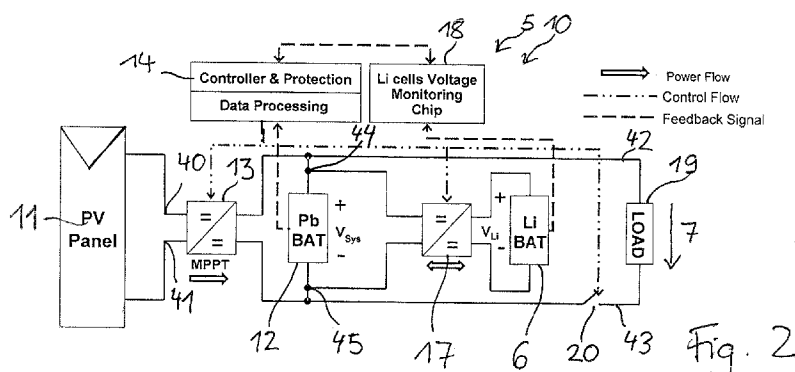 5
10
14
18
Controller & Protection
Data Processing
Li cells Voltage
Monitoring
Chip
Power Flow
Control Flow
Feedback Signal
44
42
40
13
19
11
PV
Panel
=
=
MPPT
41
Pb
BAT
+
VSys
-
=
=
+
VLi
-
Li
BAT
LOAD
7
12
45
17
6
20
43
Fig. 2